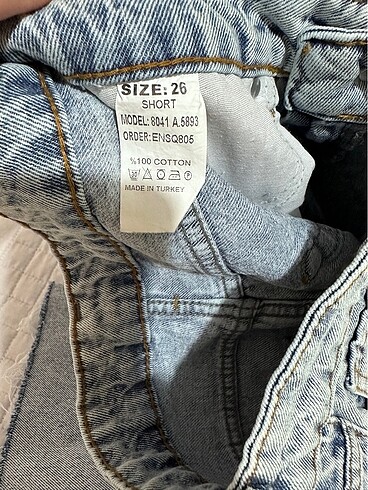 SIZE: 26
SHORT
MODEL: 8041 A.5893
ORDER:ENSQ805
%100 COTTON
MADE IN TURKEY